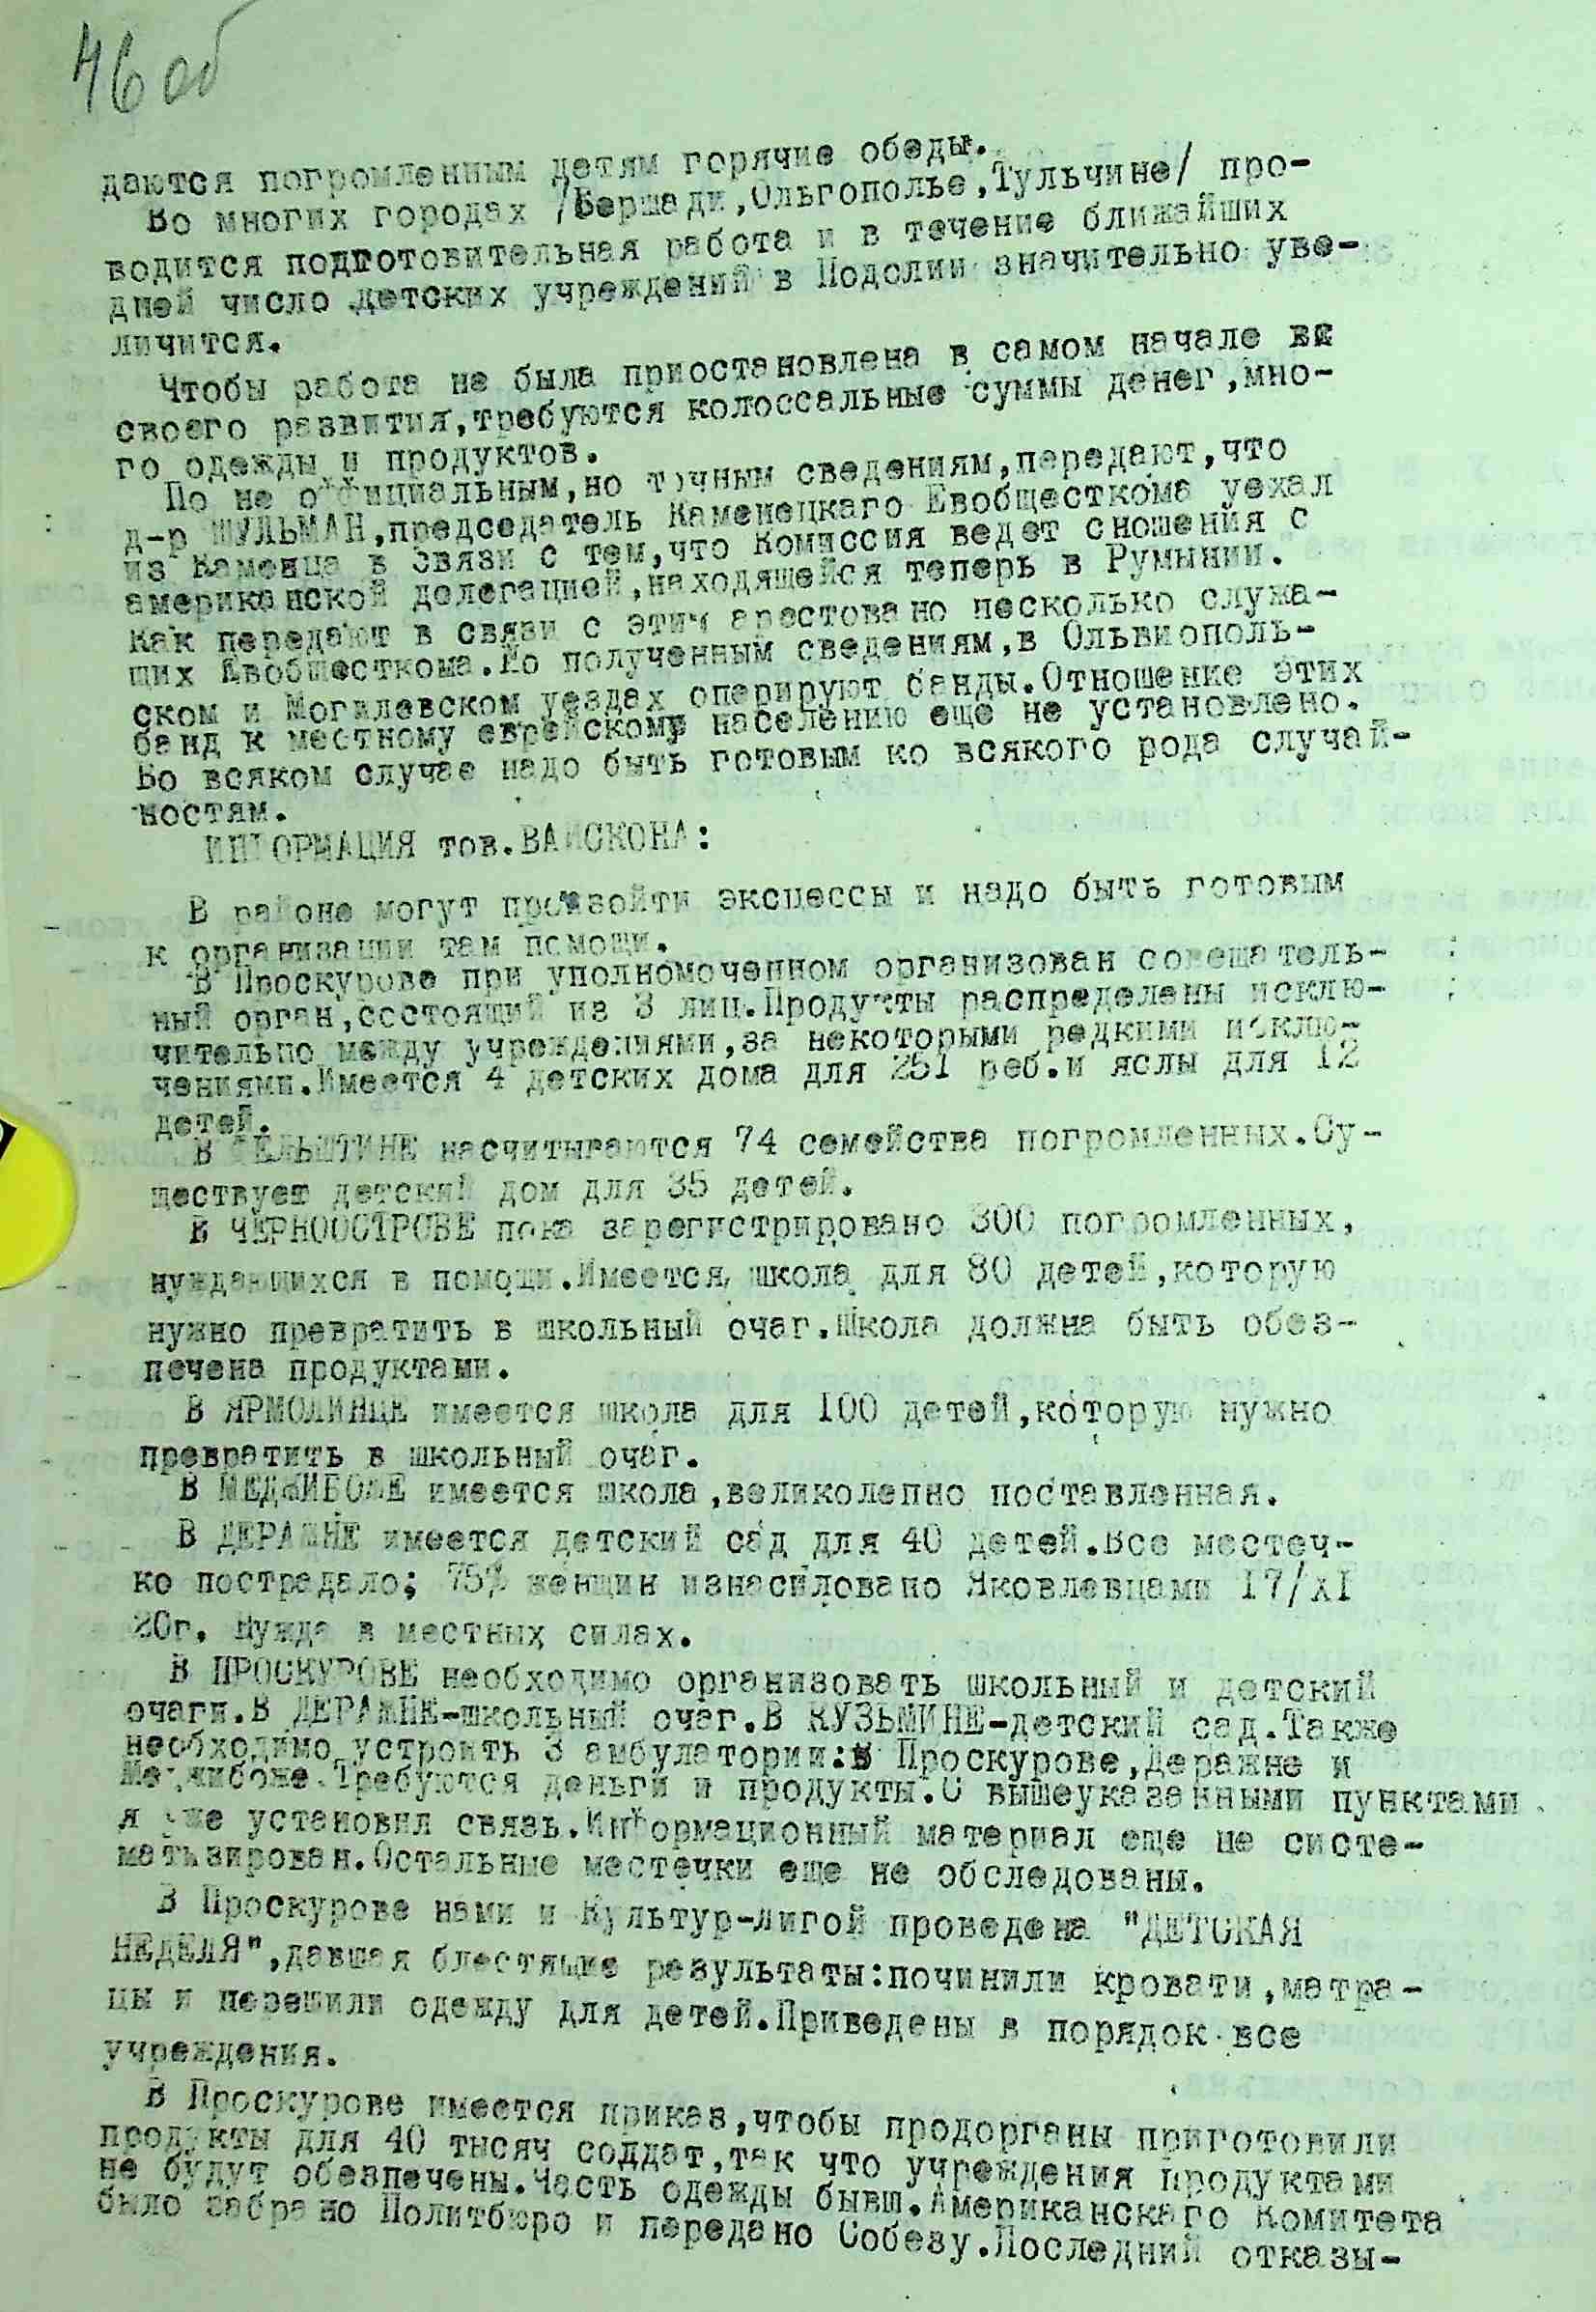 46 об
даются погромленным детям горячие обеды.
Во многих городах /Бершади,Ольгополье,Тульчине/ про-
водится подготовительная работа и в течение ближайших
дней число детских учреждений в Подолии значительно уве-
личится.
Чтобы работа не была приостановлена в самом начале
своего развития,требуются колоссальные суммы денег,мно-
го одежды и продуктов.
По не оффициальным,но точным сведениям,передают,что
д-р ШУЛЬМАН,председатель Каменецкаго Евобщесткома уехал
из Каменца в связи с тем,что Комиссия ведет сношения с
американской делегацией,находящейся теперь в Румынии.
Как передают в связи с этим арестовано несколько служа-
щих Евобщесткома.По полученным сведениям,в Ольвиополь-
ском и Могилевском уездах оперируют банды.Отношение этих
банд к местному еврейскому населению еще не установлено.
Во всяком случае надо быть готовым ко всякого рода случай-
ностям.
ИНФОРМАЦИЯ тов.ВАЙСКОНА:
В районе могут произойти эксцессы и надо быть готовым
к организации там помощи.
В Проскурове при уполномоченном организован совещатель-
ный орган,состоящий из 3 лиц.Продукты распределены исклю-
чительно между учреждениями,за некоторыми редкими исклю-
чениями.Имеется 4 детских дома для 251 реб.и яслы для 12
детей.
В ФЕЛЬШТИНЕ насчитываются 74 семейства погромленных.Су-
ществует детский дом для 35 детей.
В ЧЕРНООСТРОВЕ пока зарегистрировано 300 погромленных,
нуждающихся в помощи.Имеется школа для 80 детей,которую
нужно превратить в школьный очаг.Школа должна быть обез-
печена продуктами.
В ЯРМОЛИНЦЕ имеется школа для 100 детей,которую нужно
превратить в школьный очаг.
В МЕДЖИБОЖЕ имеется школа,великолепно поставленная.
В ДЕРАЖНЕ имеется детский сад для 40 детей.Все местеч-
ко пострадало; 75% женщин изнасиловано Яковлевцами 17/XI
20г. Нужда в местных силах.
В ПРОСКУРОВЕ необходимо организовать школьный и детский
очаги.В ДЕРАЖНЕ-школьный очаг.В КУЗЬМИНЕ-детский сад.Также
необходимо устроить 3 амбулатории:в Проскурове,Деражне и
Меджибоже.Требуются деньги и продукты.С вышеуказанными пунктами
я уже установил связь.Информационный материал еще не систе-
матизирован.Остальные местечки еще не обследованы.
В Проскурове нами и Культур-Лигой проведена "ДЕТСКАЯ
НЕДЕЛЯ",давшая блестящие результаты:починили кровати,матра-
цы и перешили одежду для детей.Приведены в порядок все
учреждения.
В Проскурове имеется приказ,чтобы продорганы приготовили
продукты для 40 тысяч солдат,так что учреждения продуктами
не будут обезпечены.Часть одежды бывш.Американскаго Комитета
было забрано Политбюро и передано Собезу.Последний отказы-